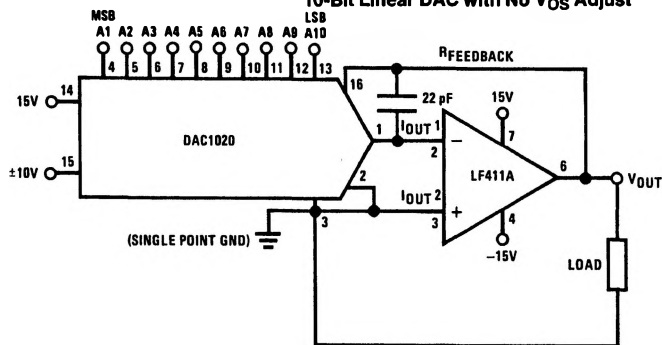 10-Bit Linear DAC with No VOS Adjust
MSB LSB
A1 A2 A3 A4 A5 A6 A7 A8 A9 A10
4 5 6 7 8 9 10 11 12 13
RFEEDBACK
16
14
15V
22 pF
15V
DAC1020
1
IOUT 1
7
2
−
15
±10V
LF411A
6
VOUT
2
IOUT 2
+
3
3
4
(SINGLE POINT GND)
−15V
LOAD